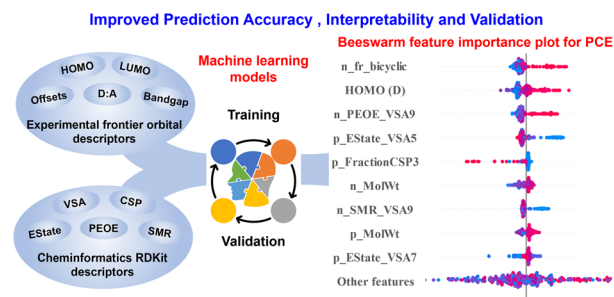 Improved Prediction Accuracy , Interpretability and Validation
HOMO
LUMO
Offsets
D:A
Bandgap
Experimental frontier orbital
descriptors
VSA
CSP
EState
PEOE
SMR
Cheminformatics RDKit
descriptors
Machine learning
models
Training
Validation
Beeswarm feature importance plot for PCE
n_fr_bicyclic
HOMO (D)
n_PEOE_VSA9
p_EState_VSA5
p_FractionCSP3
n_MolWt
n_SMR_VSA9
p_MolWt
p_EState_VSA7
Other features